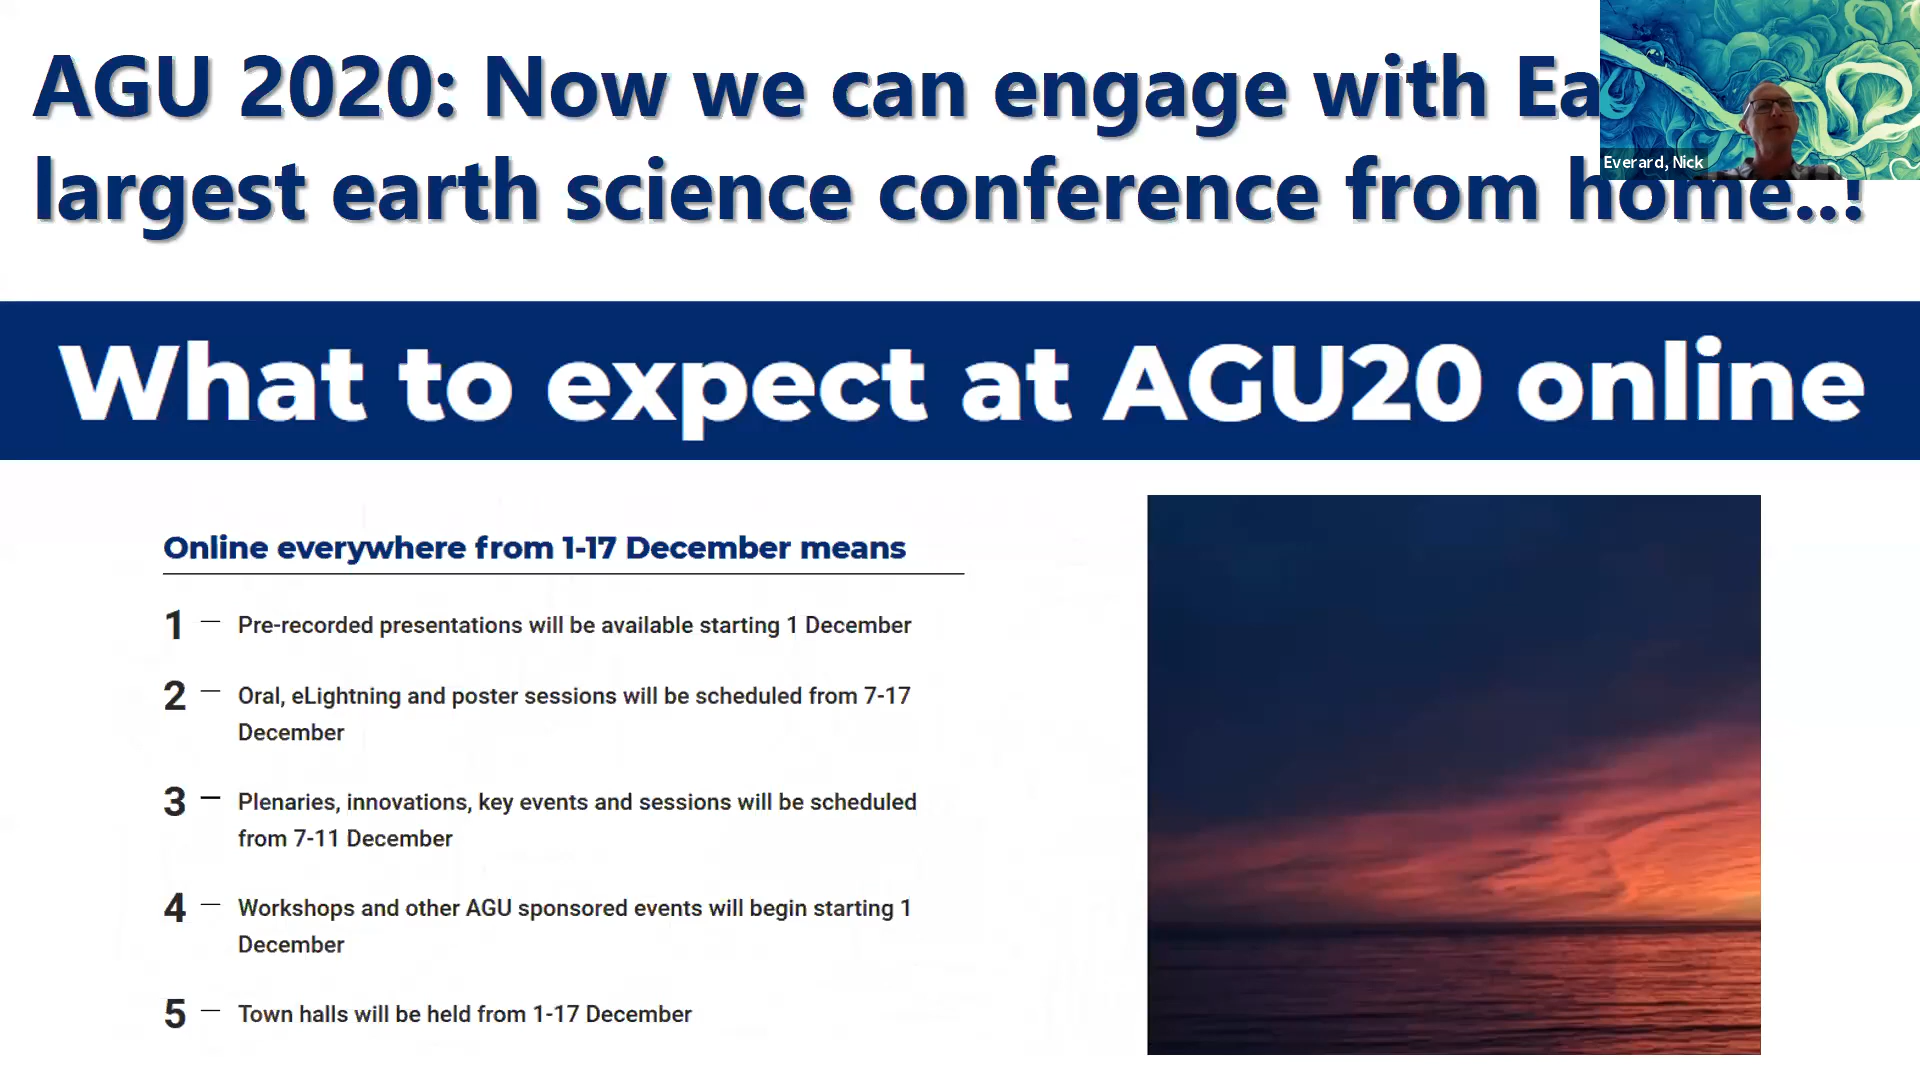 AGU 2020: Now we can engage with Ea
Everard, Nick
largest earth science conference from home..!
What to expect at AGU20 online
Online everywhere from 1-17 December means
1 — Pre-recorded presentations will be available starting 1 December
2 — Oral, eLightning and poster sessions will be scheduled from 7-17
December
3 — Plenaries, innovations, key events and sessions will be scheduled
from 7-11 December
4 — Workshops and other AGU sponsored events will begin starting 1
December
5 — Town halls will be held from 1-17 December